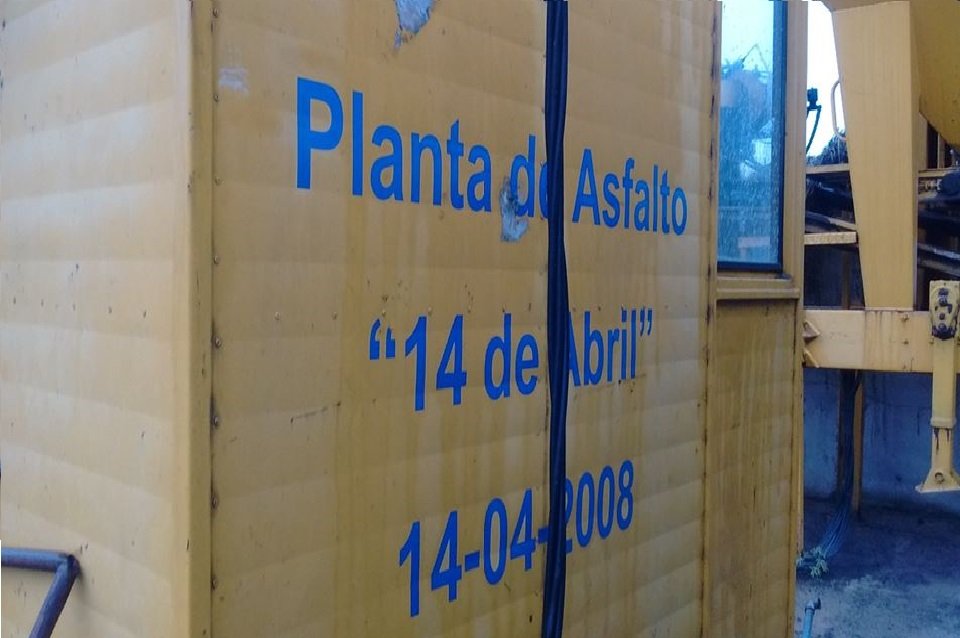 Planta de Asfalto
“14 de Abril”
14-04-2008